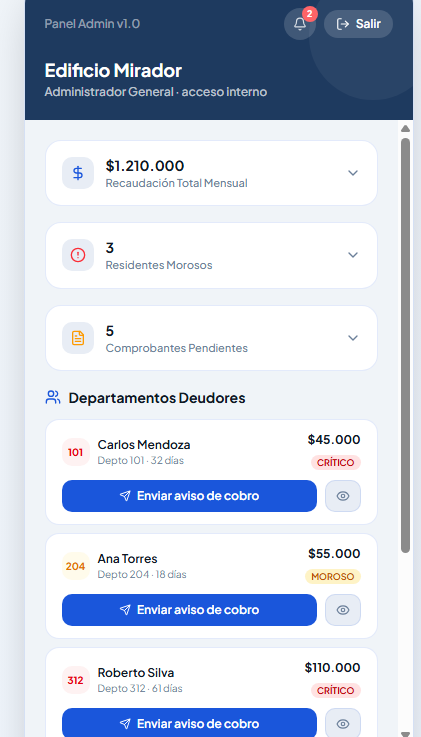 Panel Admin v1.0
2
Salir
Edificio Mirador
Administrador General · acceso interno
$1.210.000
Recaudación Total Mensual
3
Residentes Morosos
5
Comprobantes Pendientes
Departamentos Deudores
101
Carlos Mendoza
$45.000
Depto 101 · 32 días
CRÍTICO
Enviar aviso de cobro
204
Ana Torres
$55.000
Depto 204 · 18 días
MOROSO
Enviar aviso de cobro
312
Roberto Silva
$110.000
Depto 312 · 61 días
CRÍTICO
Enviar aviso de cobro